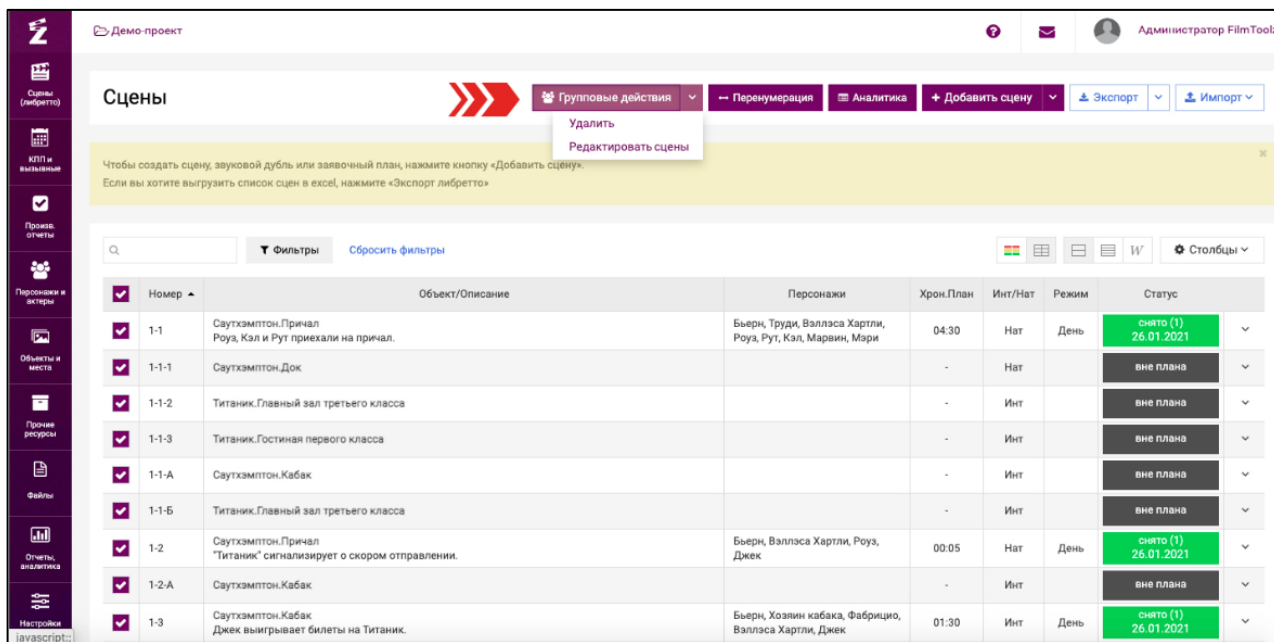 Демо-проект
Администратор FilmToolz
Сцены (либретто)
КПП и вызывные
Произв. отчеты
Персонажи и актеры
Объекты и места
Прочие ресурсы
Файлы
Отчеты, аналитика
Настройки
javascript:;
Сцены
Групповые действия
Перенумерация
Аналитика
+ Добавить сцену
Экспорт
Импорт
Удалить
Редактировать сцены
Чтобы создать сцену, звуковой дубль или заявочный план, нажмите кнопку «Добавить сцену».
Если вы хотите выгрузить список сцен в excel, нажмите «Экспорт либретто»
Фильтры
Сбросить фильтры
W
Столбцы
Номер Объект/Описание Персонажи Хрон.План Инт/Нат Режим Статус
1-1 Саутхэмптон.Причал Бьерн, Труди, Вэллэса Хартли, 04:30 Нат День снято (1)
Роуз, Кэл и Рут приехали на причал. Роуз, Рут, Кэл, Марвин, Мэри 26.01.2021
1-1-1 Саутхэмптон.Док - Нат вне плана
1-1-2 Титаник.Главный зал третьего класса - Инт вне плана
1-1-3 Титаник.Гостиная первого класса - Инт вне плана
1-1-А Саутхэмптон.Кабак - Инт вне плана
1-1-Б Титаник.Главный зал третьего класса - Инт вне плана
1-2 Саутхэмптон.Причал Бьерн, Вэллэса Хартли, Роуз, 00:05 Нат День снято (1)
"Титаник" сигнализирует о скором отправлении. Джек 26.01.2021
1-2-А Саутхэмптон.Кабак - Инт вне плана
1-3 Саутхэмптон.Кабак Бьерн, Хозяин кабака, Фабрицио, 01:30 Инт День снято (1)
Джек выигрывает билеты на Титаник. Вэллэса Хартли, Джек 26.01.2021